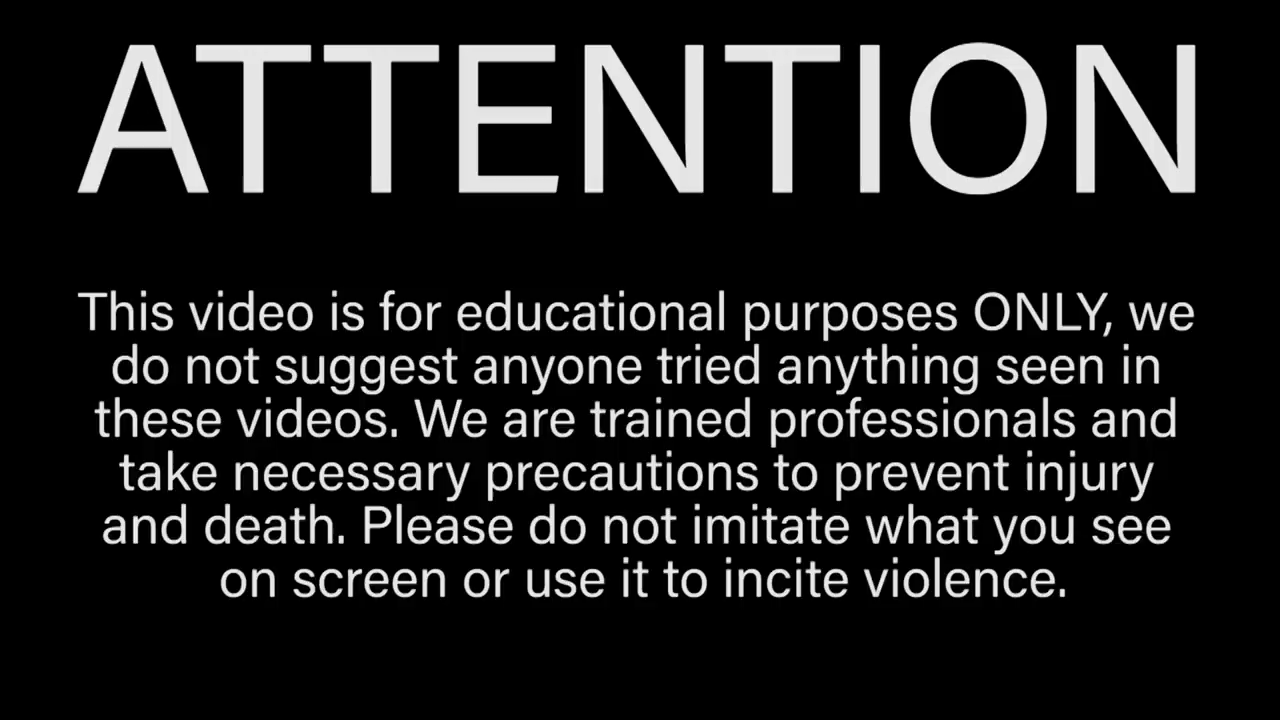 ATTENTION
This video is for educational purposes ONLY, we
do not suggest anyone tried anything seen in
these videos. We are trained professionals and
take necessary precautions to prevent injury
and death. Please do not imitate what you see
on screen or use it to incite violence.